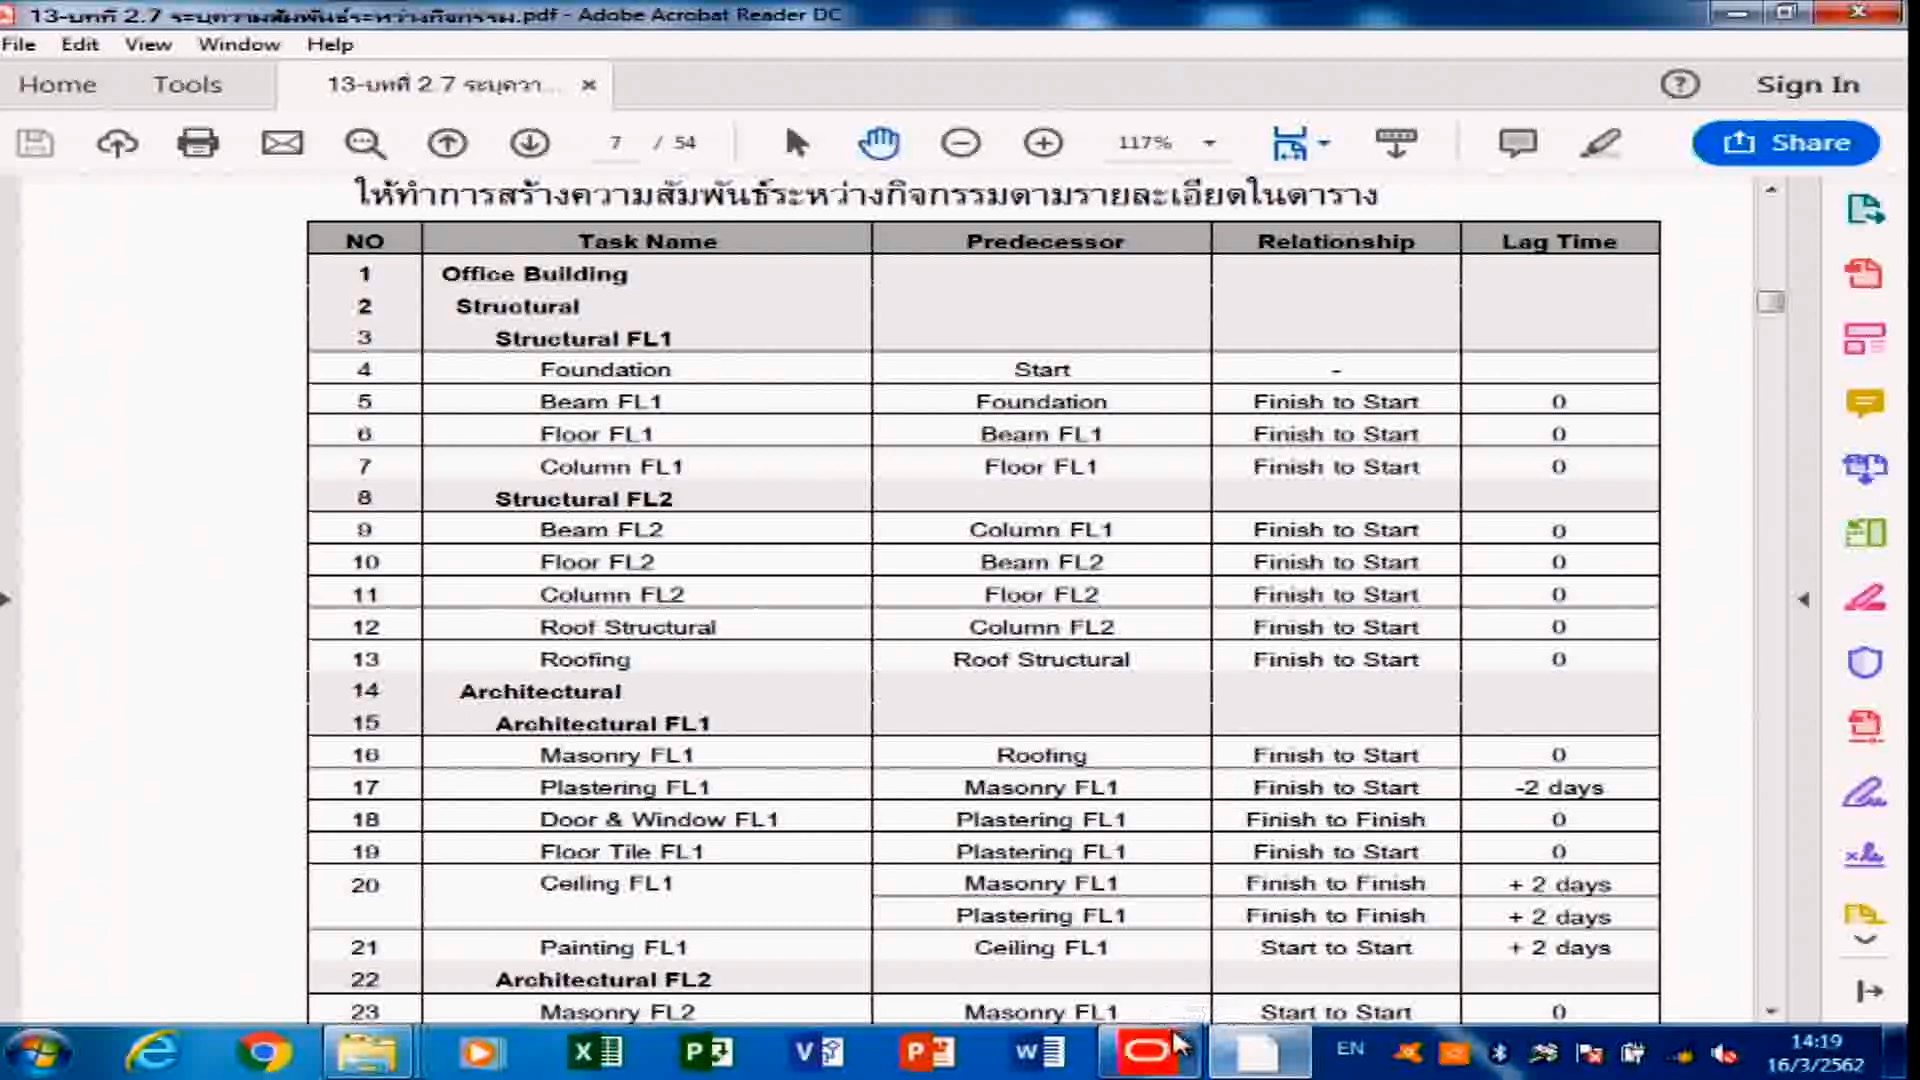 13-บทที่ 2.7 ระบุความสัมพันธ์ระหว่างกิจกรรม.pdf - Adobe Acrobat Reader DC
File Edit View Window Help
Home Tools 13-บทที่ 2.7 ระบุควา... × ? Sign In
7 / 54 117% Share
ให้ทำการสร้างความสัมพันธ์ระหว่างกิจกรรมตามรายละเอียดในตาราง
NO Task Name Predecessor Relationship Lag Time
1 Office Building
2 Structural
3 Structural FL1
4 Foundation Start -
5 Beam FL1 Foundation Finish to Start 0
6 Floor FL1 Beam FL1 Finish to Start 0
7 Column FL1 Floor FL1 Finish to Start 0
8 Structural FL2
9 Beam FL2 Column FL1 Finish to Start 0
10 Floor FL2 Beam FL2 Finish to Start 0
11 Column FL2 Floor FL2 Finish to Start 0
12 Roof Structural Column FL2 Finish to Start 0
13 Roofing Roof Structural Finish to Start 0
14 Architectural
15 Architectural FL1
16 Masonry FL1 Roofing Finish to Start 0
17 Plastering FL1 Masonry FL1 Finish to Start -2 days
18 Door & Window FL1 Plastering FL1 Finish to Finish 0
19 Floor Tile FL1 Plastering FL1 Finish to Start 0
20 Ceiling FL1 Masonry FL1 Finish to Finish + 2 days
Plastering FL1 Finish to Finish + 2 days
21 Painting FL1 Ceiling FL1 Start to Start + 2 days
22 Architectural FL2
23 Masonry FL2 Masonry FL1 Start to Start 0
EN 14:19
16/3/2562